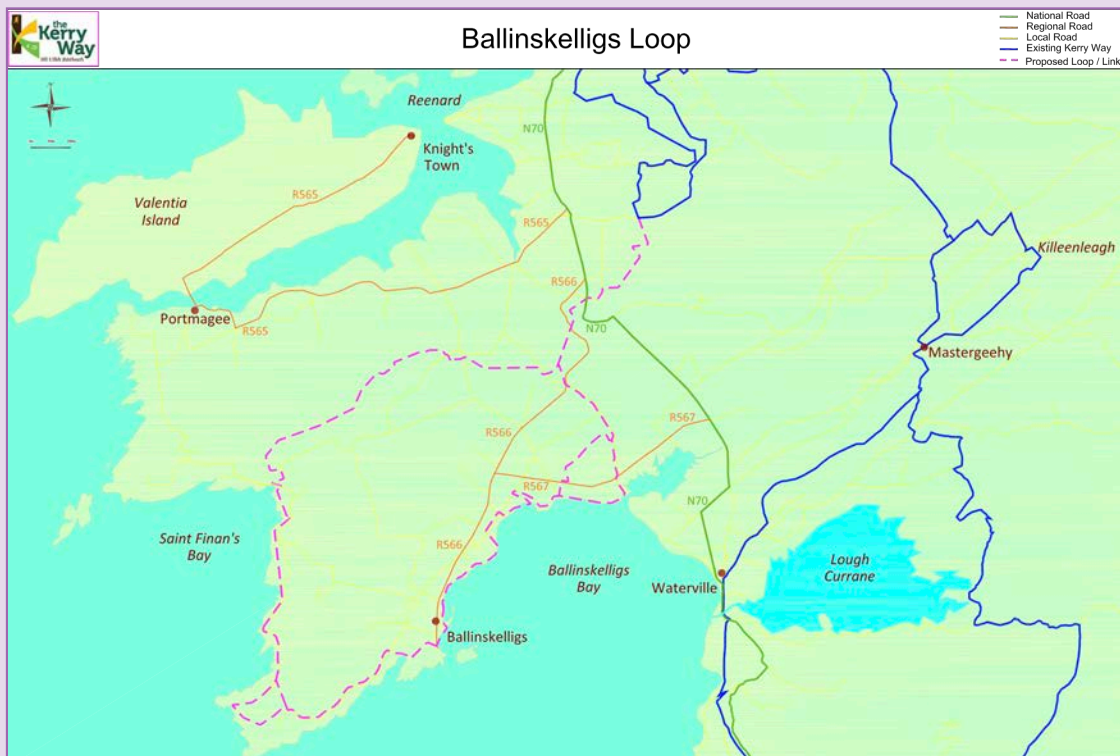 the
Kerry
Way
Ballinskelligs Loop
National Road
Regional Road
Local Road
Existing Kerry Way
Proposed Loop / Link
Reenard
N70
Knight's
Town
R565
Valentia
Island
R565
Killeenleagh
R566
Portmagee
R565
N70
Mastergeehy
R567
R566
R567
N70
Saint Finan's
Bay
R566
Ballinskelligs
Bay
Lough
Currane
Waterville
Ballinskelligs